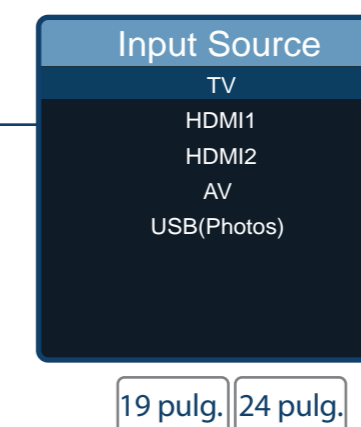 Input Source
TV
HDMI1
HDMI2
AV
USB(Photos)
19 pulg. 24 pulg.